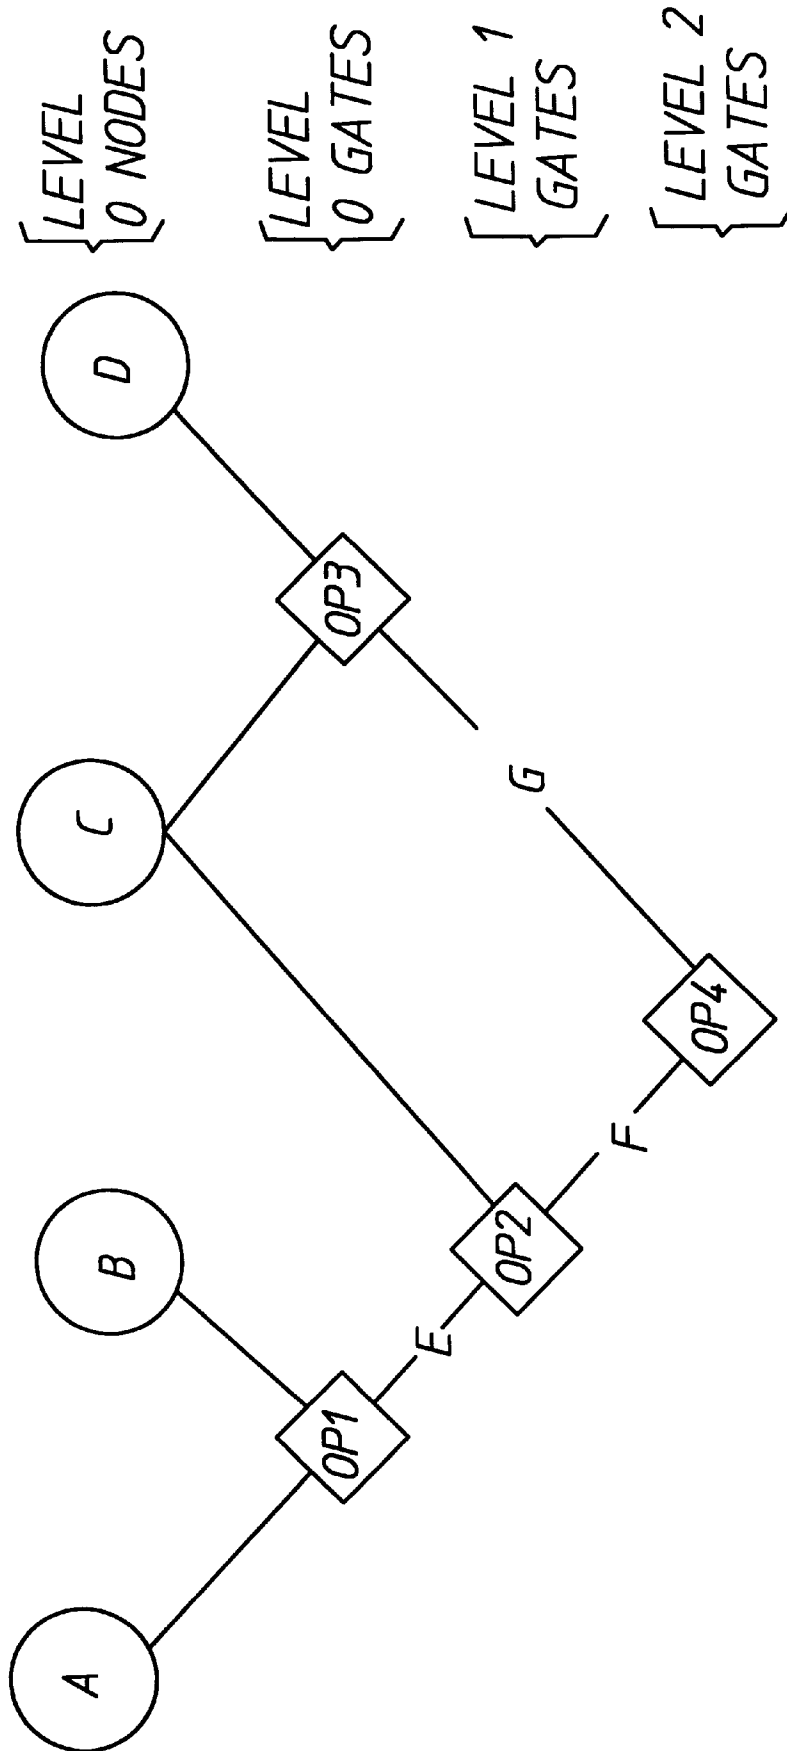 A
B
C
D
LEVEL
0 NODES
OP1
OP3
LEVEL
0 GATES
E
OP2
G
LEVEL 1
GATES
F
OP4
LEVEL 2
GATES